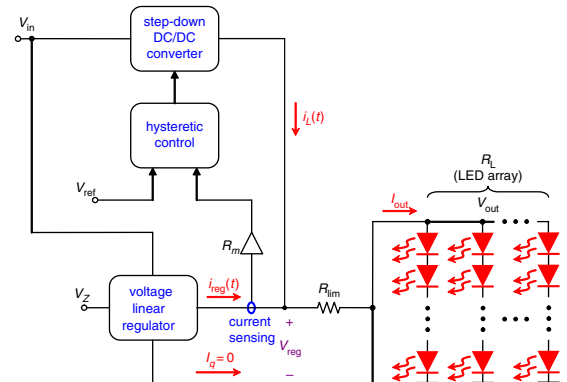 V_in
step-down
DC/DC
converter
i_L(t)
hysteretic
control
V_ref
R_L
(LED array)
I_out
V_out
R_m
V_Z
voltage
linear
regulator
i_reg(t)
R_lim
current
sensing
+
V_reg
−
I_q = 0